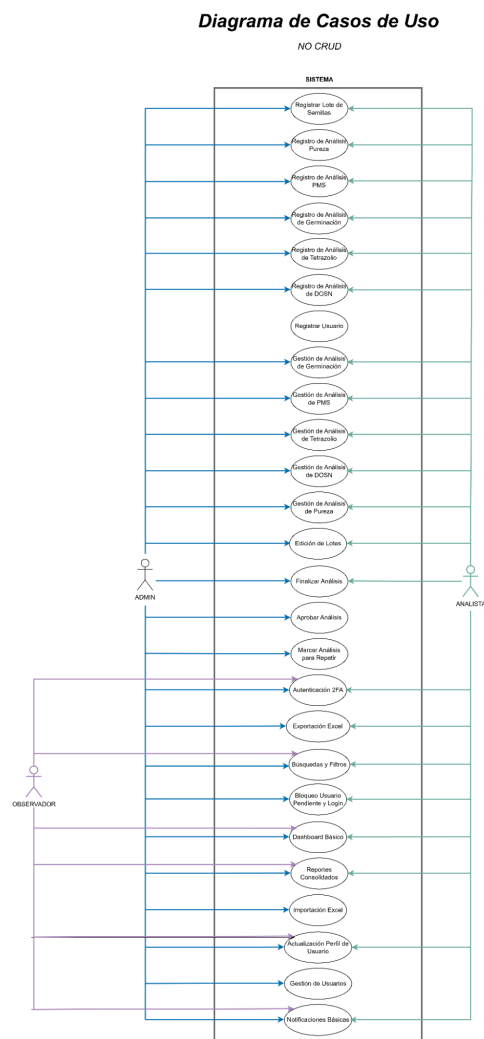 Diagrama de Casos de Uso
NO CRUD
SISTEMA
Registrar Lote de
Semillas
Registro de Análisis
Pureza
Registro de Análisis
PMS
Registro de Análisis
de Germinación
Registro de Análisis
de Tetrazolio
Registro de Análisis
de DOSN
Registrar Usuario
Gestión de Análisis
de Germinación
Gestión de Análisis
de PMS
Gestión de Análisis
de Tetrazolio
Gestión de Análisis
de DOSN
Gestión de Análisis
de Pureza
Edición de Lotes
Finalizar Análisis
ADMIN
ANALISTA
Aprobar Análisis
Marcar Análisis
para Repetir
Autenticación 2FA
Exportación Excel
Búsquedas y Filtros
Bloqueo Usuario
Pendiente y Login
OBSERVADOR
Dashboard Básico
Reportes
Consolidados
Importación Excel
Actualización Perfil de
Usuario
Gestión de Usuarios
Notificaciones Básicas